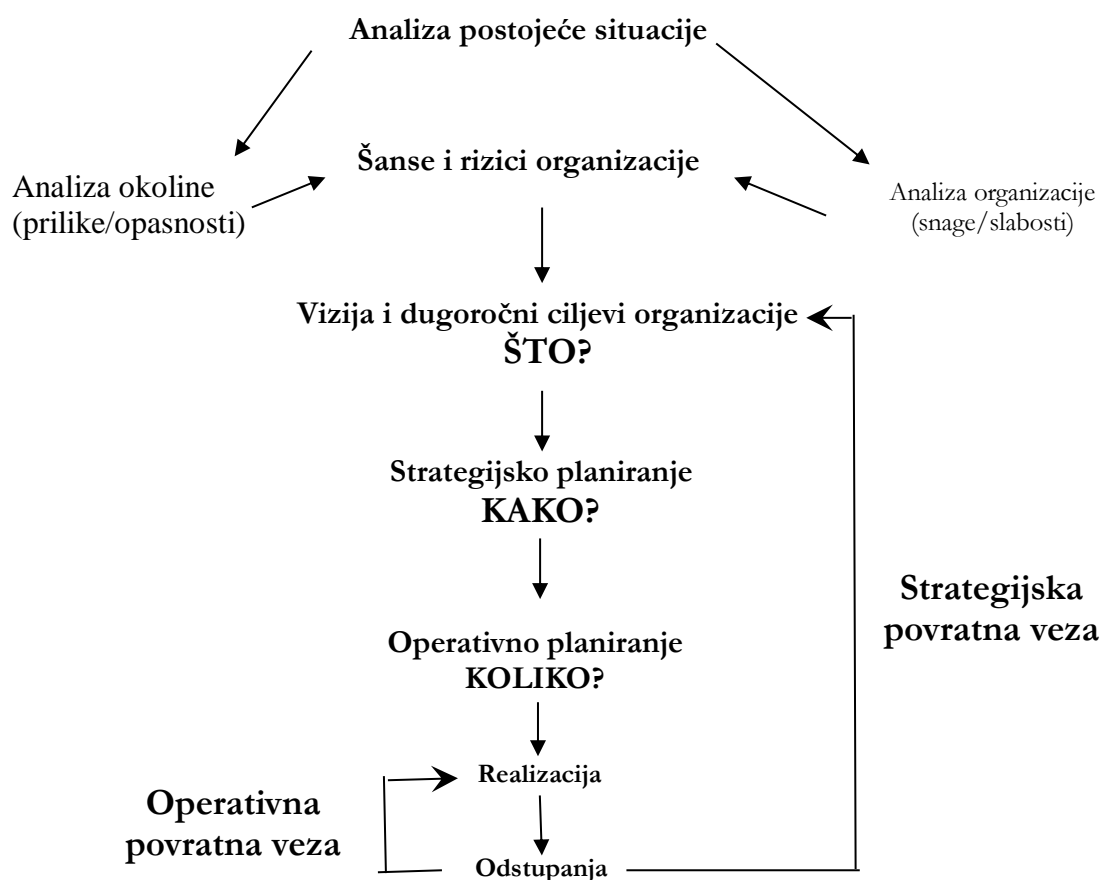 Analiza postojeće situacije
Šanse i rizici organizacije
Analiza okoline
(prilike/opasnosti)
Analiza organizacije
(snage/slabosti)
Vizija i dugoročni ciljevi organizacije
ŠTO?
Strategijsko planiranje
KAKO?
Strategijska
povratna veza
Operativno planiranje
KOLIKO?
Realizacija
Operativna
povratna veza
Odstupanja